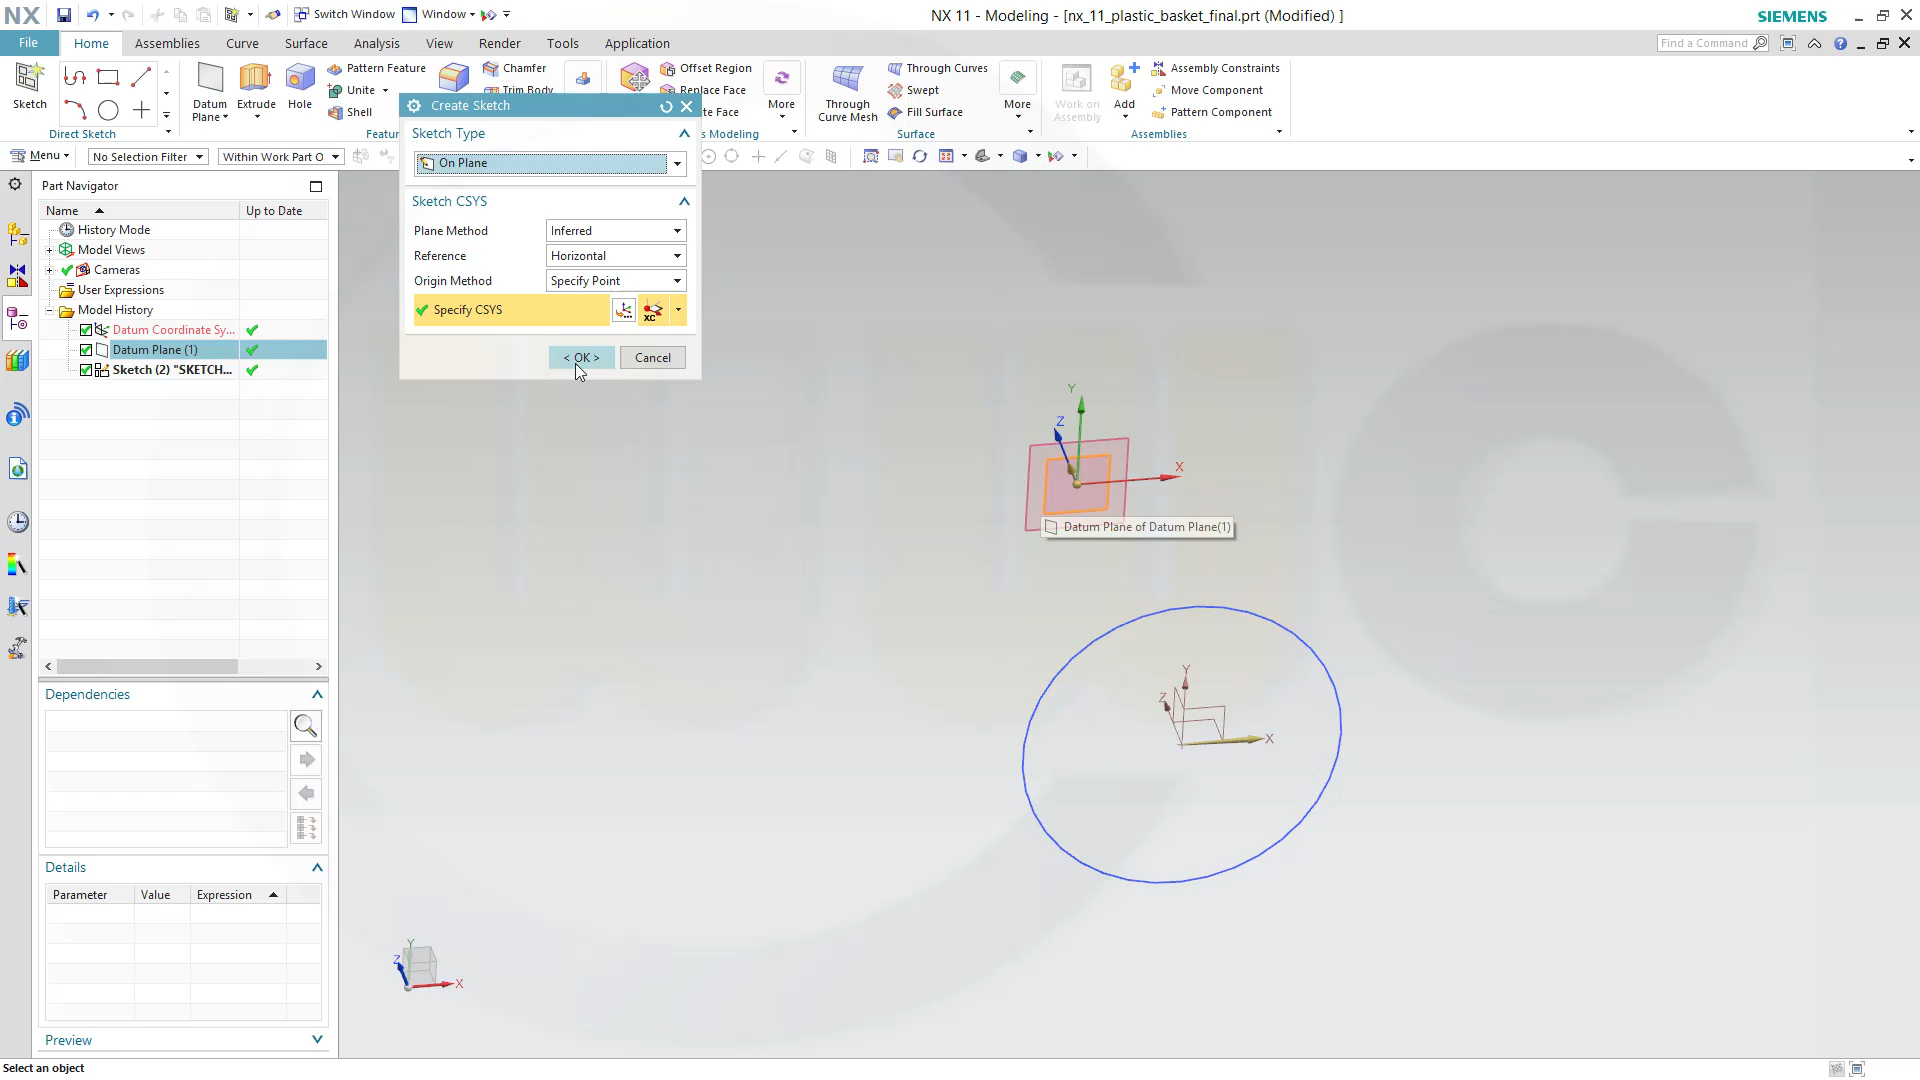 NX Switch Window Window NX 11 - Modeling - [nx_11_plastic_basket_final.prt (Modified) ] SIEMENS
File Home Assemblies Curve Surface Analysis View Render Tools Application Find a Command
Sketch
Direct Sketch
Datum Plane
Extrude
Hole
Pattern Feature
Unite
Shell
Chamfer
Trim Body
Offset Region
Replace Face
te Face
More
s Modeling
Through Curve Mesh
Through Curves
Swept
Fill Surface
More
Surface
Work on Assembly
Add
Assembly Constraints
Move Component
Pattern Component
Assemblies
Featur
Menu No Selection Filter Within Work Part O
Create Sketch
Sketch Type
On Plane
Sketch CSYS
Plane Method Inferred
Reference Horizontal
Origin Method Specify Point
Specify CSYS
XC
< OK > Cancel
Part Navigator
Name Up to Date
History Mode
Model Views
Cameras
User Expressions
Model History
Datum Coordinate Sy...
Datum Plane (1)
Sketch (2) "SKETCH...
Dependencies
Details
Parameter Value Expression
Preview
Y
Z
X
Datum Plane of Datum Plane(1)
Y
Z
X
Y
Z
X
Select an object